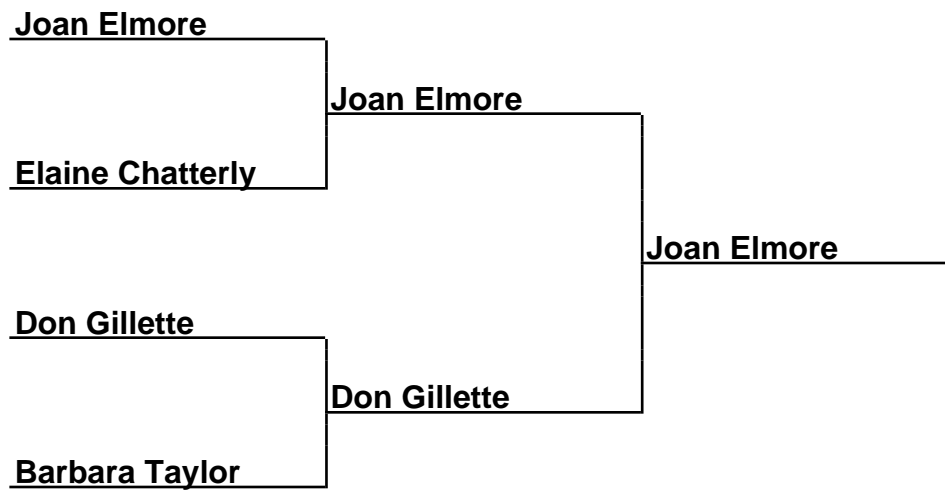 Joan Elmore
Joan Elmore
Elaine Chatterly
Joan Elmore
Don Gillette
Don Gillette
Barbara Taylor